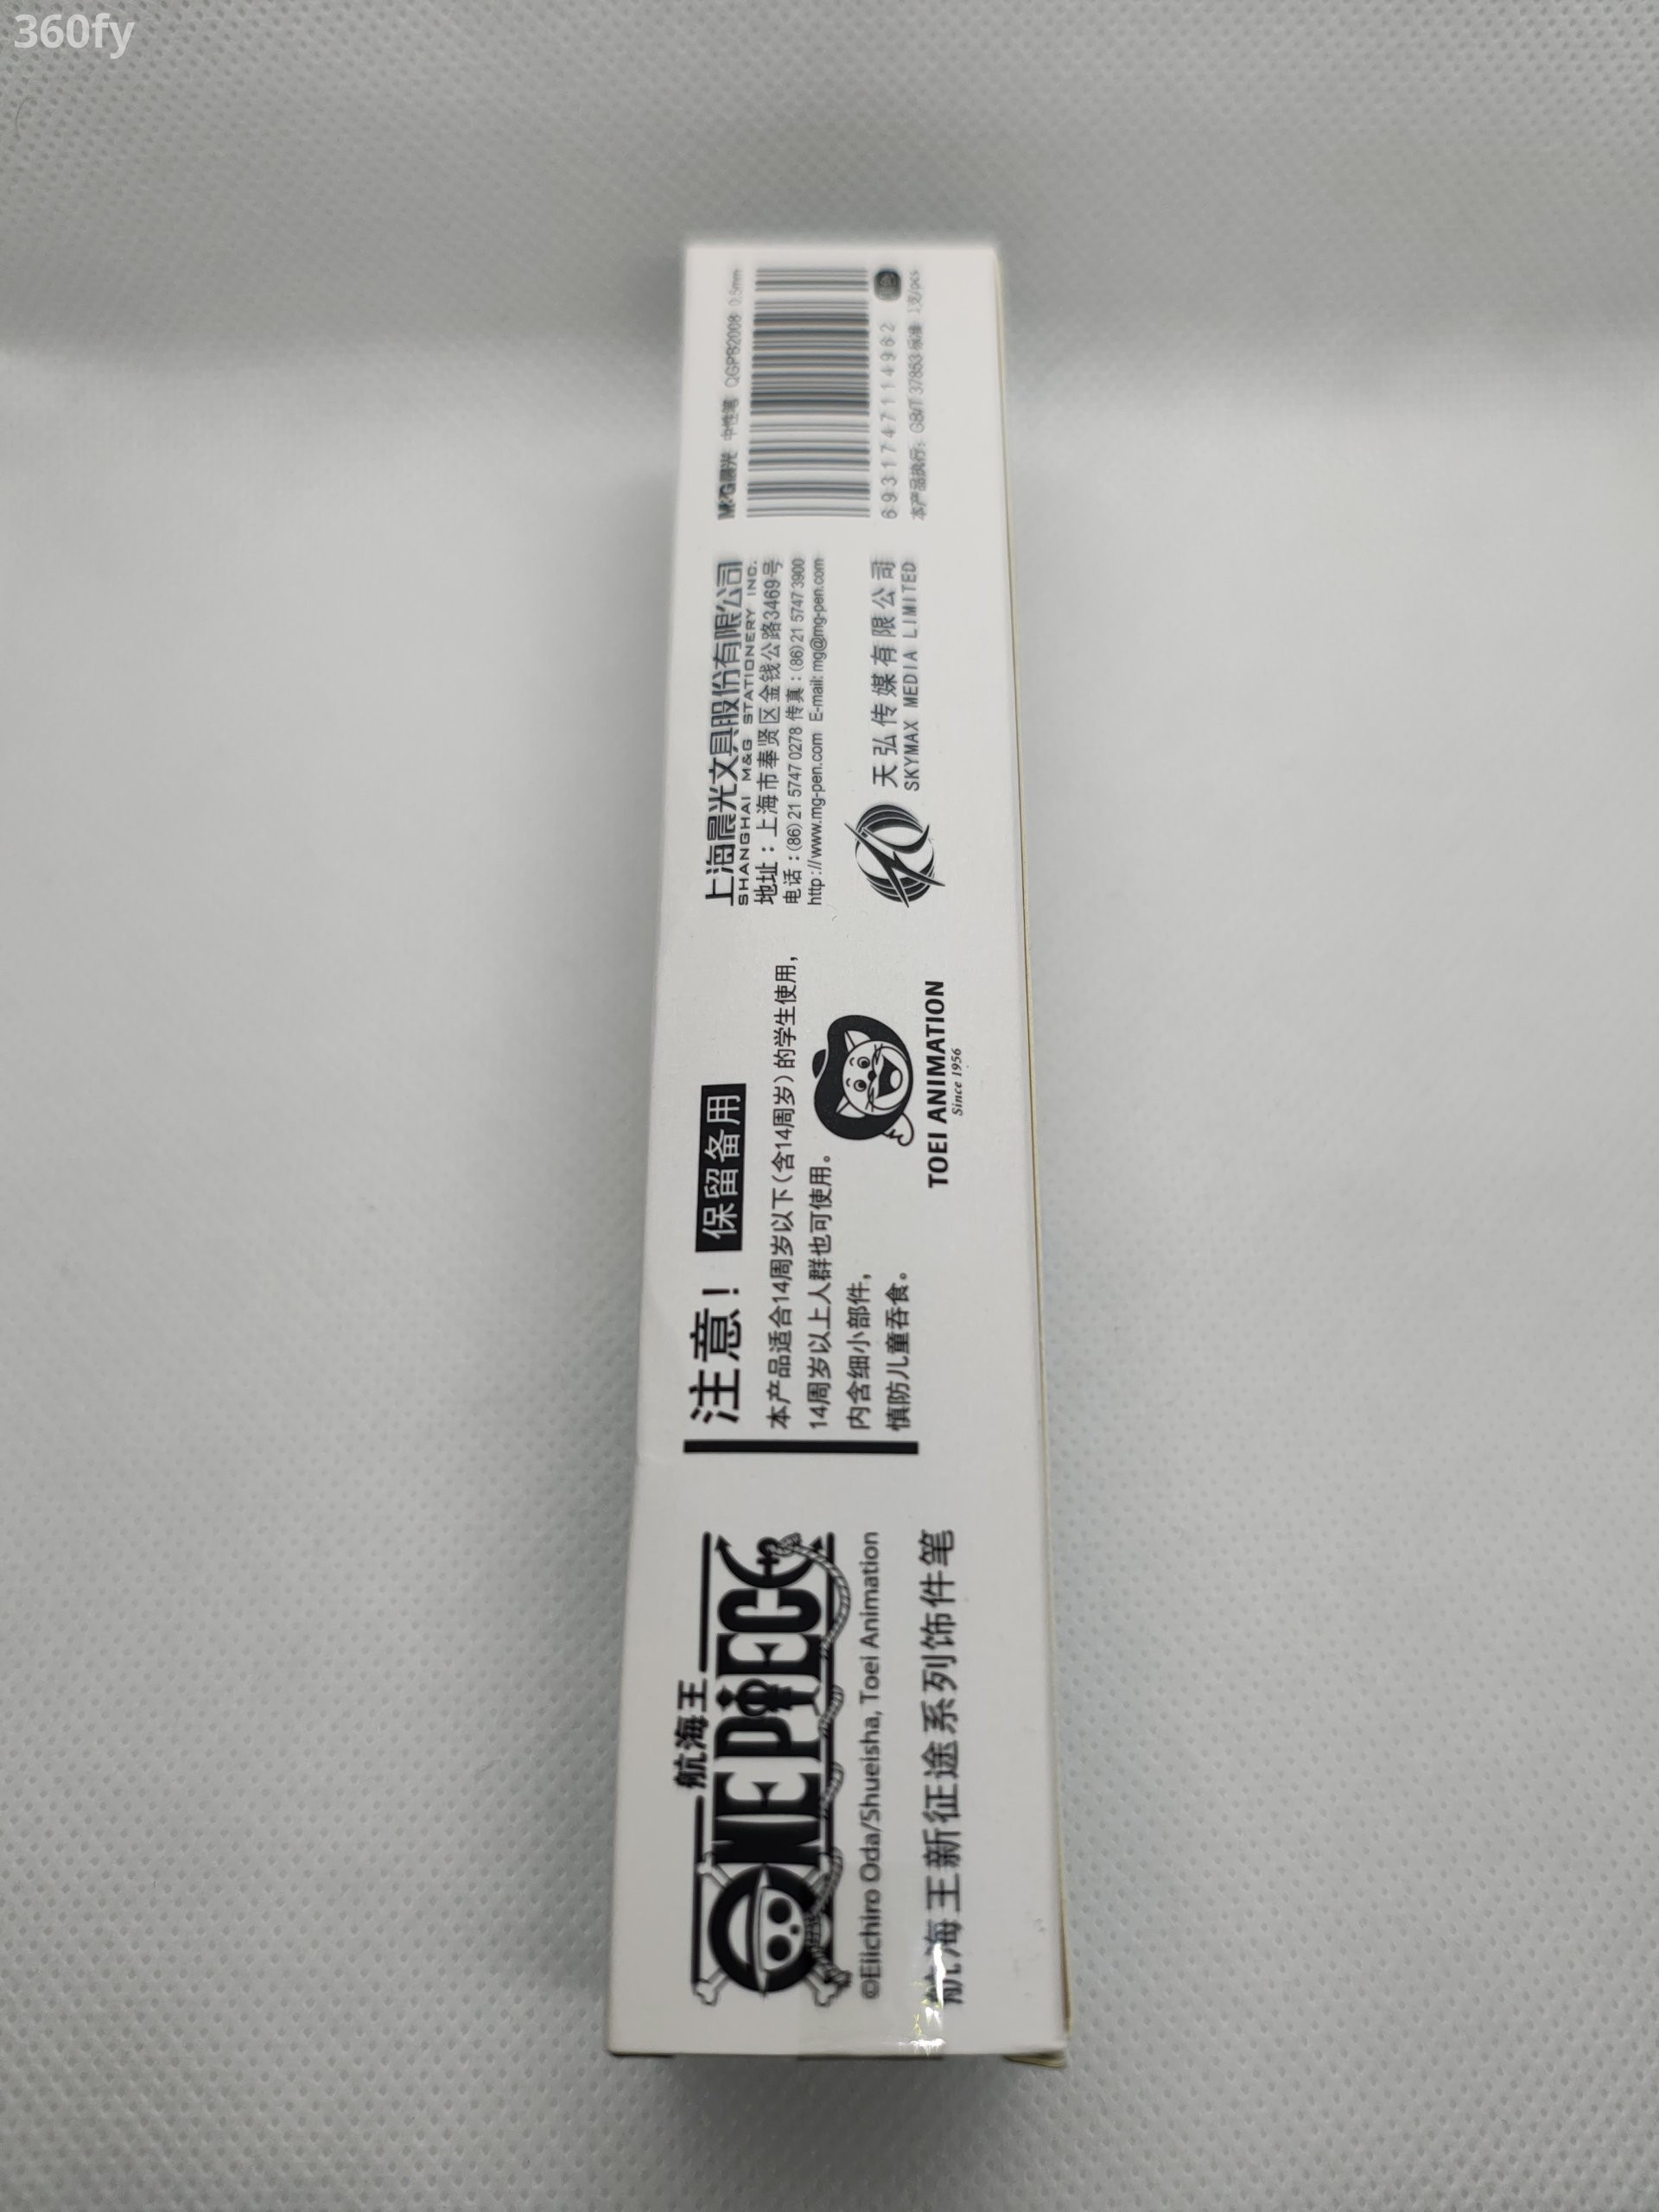 360fy
航海王
ONE PIECE
©Eiichiro Oda/Shueisha, Toei Animation
航海王新征途系列饰件笔
注意! 保留备用
本产品适合14周岁以下(含14周岁)的学生使用,
14周岁以上人群也可使用。
内含细小部件,
慎防儿童吞食。
TOEI ANIMATION
Since 1956
上海晨光文具股份有限公司
SHANGHAI M&G STATIONERY INC.
地址:上海市奉贤区金钱公路3469号
电话:(86)21 5747 0278 传真:(86)21 5747 3900
http://www.mg-pen.com E-mail: mg@mg-pen.com
天弘传媒有限公司
SKYMAX MEDIA LIMITED
M&G晨光 中性笔 QGPB2008 0.5mm
6931747114962
本产品执行: GB/T 37853 标准 1支/pcs